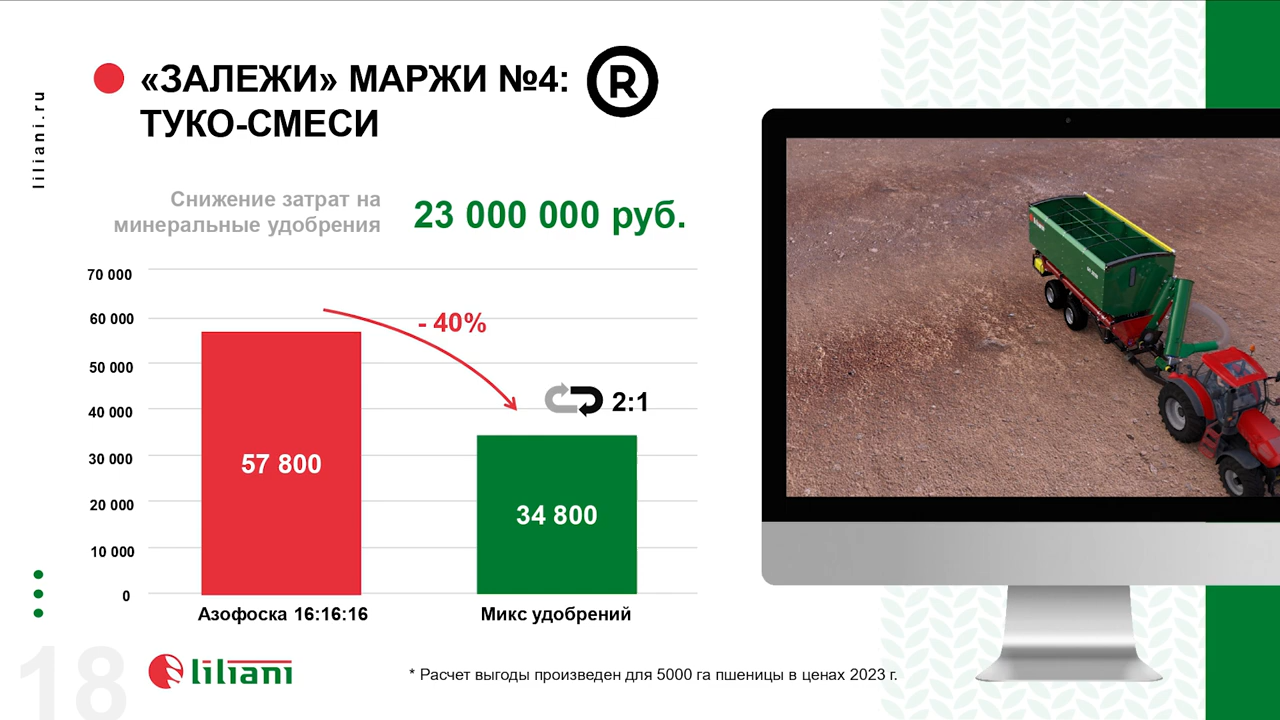 «ЗАЛЕЖИ» МАРЖИ №4: ®
ТУКО-СМЕСИ
liliani.ru
Снижение затрат на
минеральные удобрения
23 000 000 руб.
70 000
60 000
50 000
40 000
30 000
20 000
10 000
0
- 40%
2:1
57 800
34 800
Азофоска 16:16:16
Микс удобрений
18
liliani
* Расчет выгоды произведен для 5000 га пшеницы в ценах 2023 г.